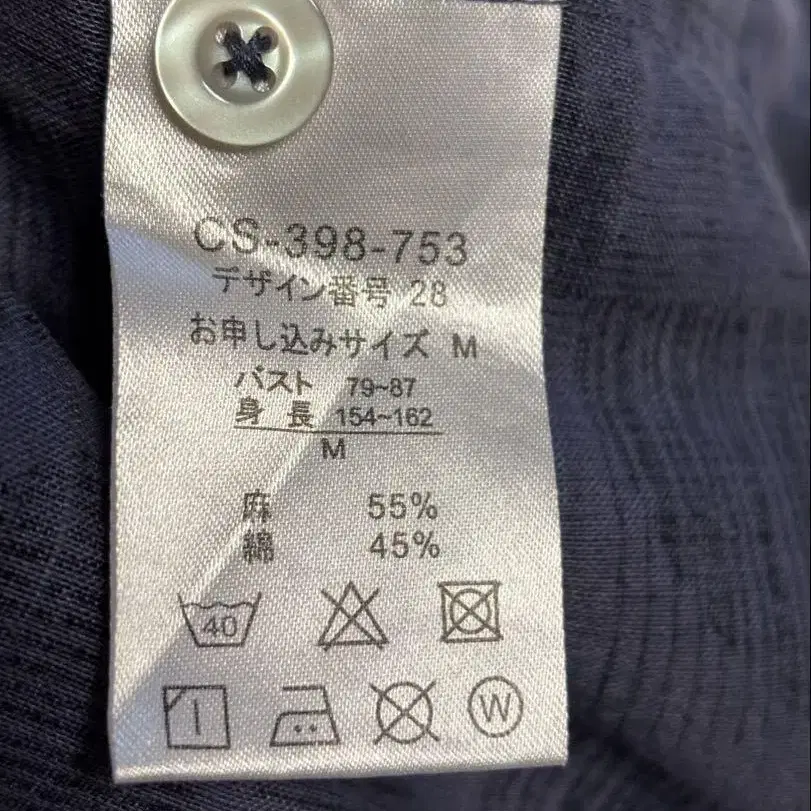 CS-398-753
デザイン番号 28
お申し込みサイズ M
バスト 79~87
身 長 154~162
M
麻 55%
綿 45%
40
W